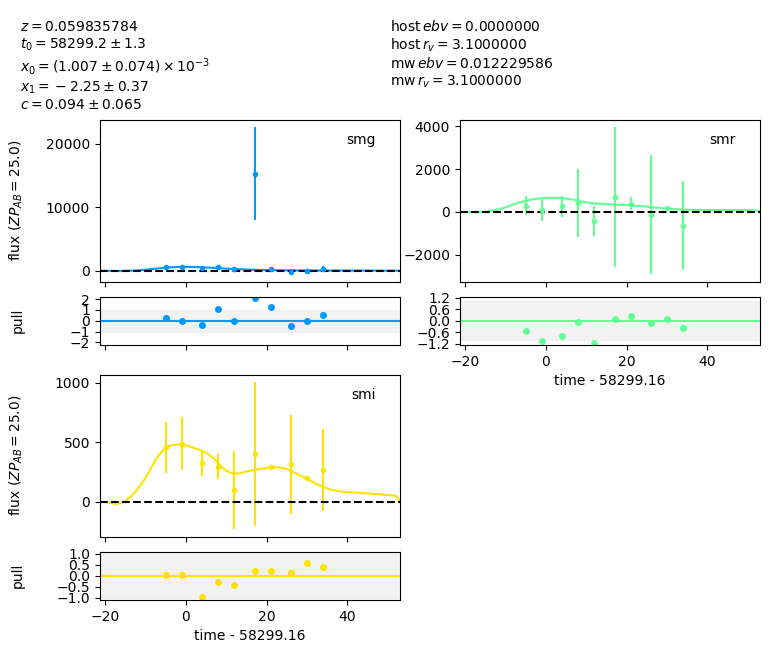 z = 0.059835784
t0 = 58299.2 ± 1.3
x0 = (1.007 ± 0.074) × 10^−3
x1 = −2.25 ± 0.37
c = 0.094 ± 0.065
host ebv = 0.0000000
host rv = 3.1000000
mw ebv = 0.012229586
mw rv = 3.1000000
smg
20000
10000
0
flux (ZPAB = 25.0)
2
1
0
−1
−2
pull
smr
4000
2000
0
−2000
1.2
0.6
0.0
−0.6
−1.2
−20
0
20
40
time - 58299.16
smi
1000
500
0
flux (ZPAB = 25.0)
1.0
0.5
0.0
−0.5
−1.0
pull
−20
0
20
40
time - 58299.16